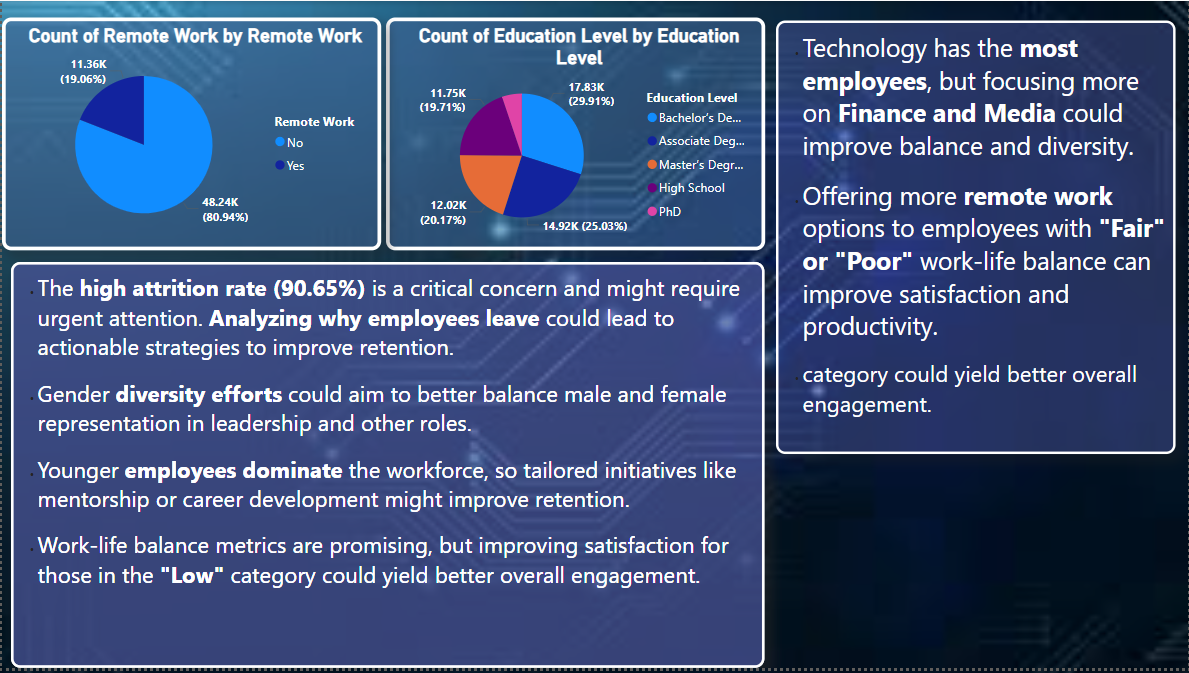 Count of Remote Work by Remote Work
11.36K
(19.06%)
48.24K
(80.94%)
Remote Work
No
Yes
Count of Education Level by Education
Level
17.83K
(29.91%)
11.75K
(19.71%)
12.02K
(20.17%)
14.92K (25.03%)
Education Level
Bachelor's De...
Associate Deg...
Master's Degr...
High School
PhD
The high attrition rate (90.65%) is a critical concern and might require
urgent attention. Analyzing why employees leave could lead to
actionable strategies to improve retention.
Gender diversity efforts could aim to better balance male and female
representation in leadership and other roles.
Younger employees dominate the workforce, so tailored initiatives like
mentorship or career development might improve retention.
Work-life balance metrics are promising, but improving satisfaction for
those in the "Low" category could yield better overall engagement.
Technology has the most
employees, but focusing more
on Finance and Media could
improve balance and diversity.
Offering more remote work
options to employees with "Fair"
or "Poor" work-life balance can
improve satisfaction and
productivity.
category could yield better overall
engagement.